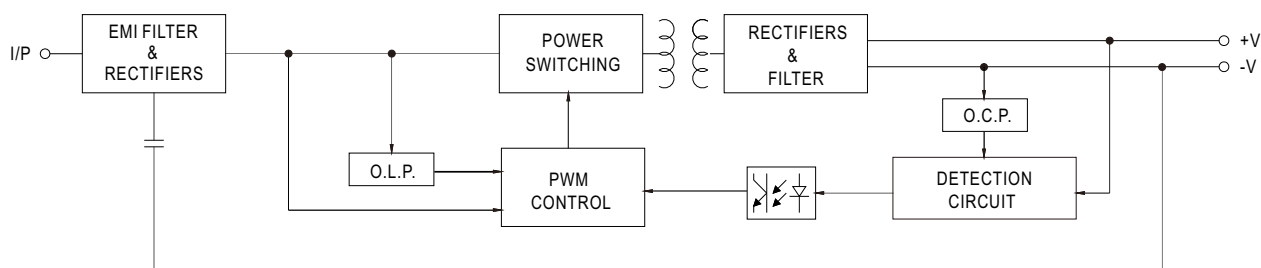 I/P
EMI FILTER
&
RECTIFIERS
POWER
SWITCHING
RECTIFIERS
&
FILTER
+V
-V
O.C.P.
O.L.P.
PWM
CONTROL
DETECTION
CIRCUIT